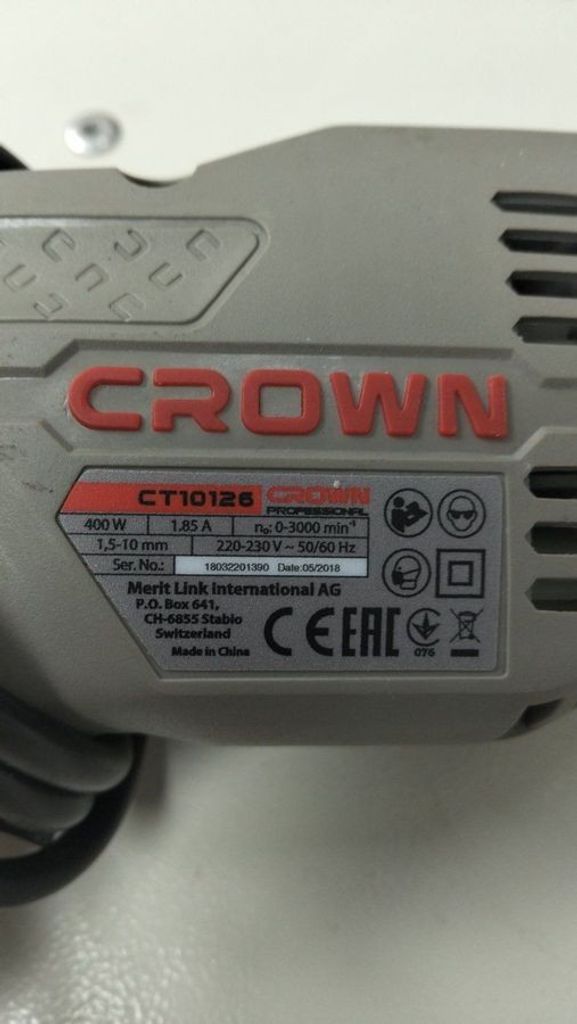 CROWN
CT10126 CROWN
PROFESSIONAL
400 W 1.85 A n₀: 0-3000 min⁻¹
1,5-10 mm 220-230 V ~ 50/60 Hz
Ser. No.: 18032201390 Date:05/2018
Merit Link International AG
P.O. Box 641,
CH-6855 Stabio
Switzerland
Made in China
CE EAC 076